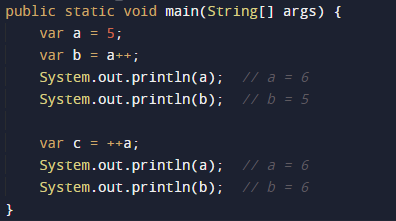 public static void main(String[] args) {
    var a = 5;
    var b = a++;
    System.out.println(a);  // a = 6
    System.out.println(b);  // b = 5

    var c = ++a;
    System.out.println(a);  // a = 6
    System.out.println(b);  // b = 6
}